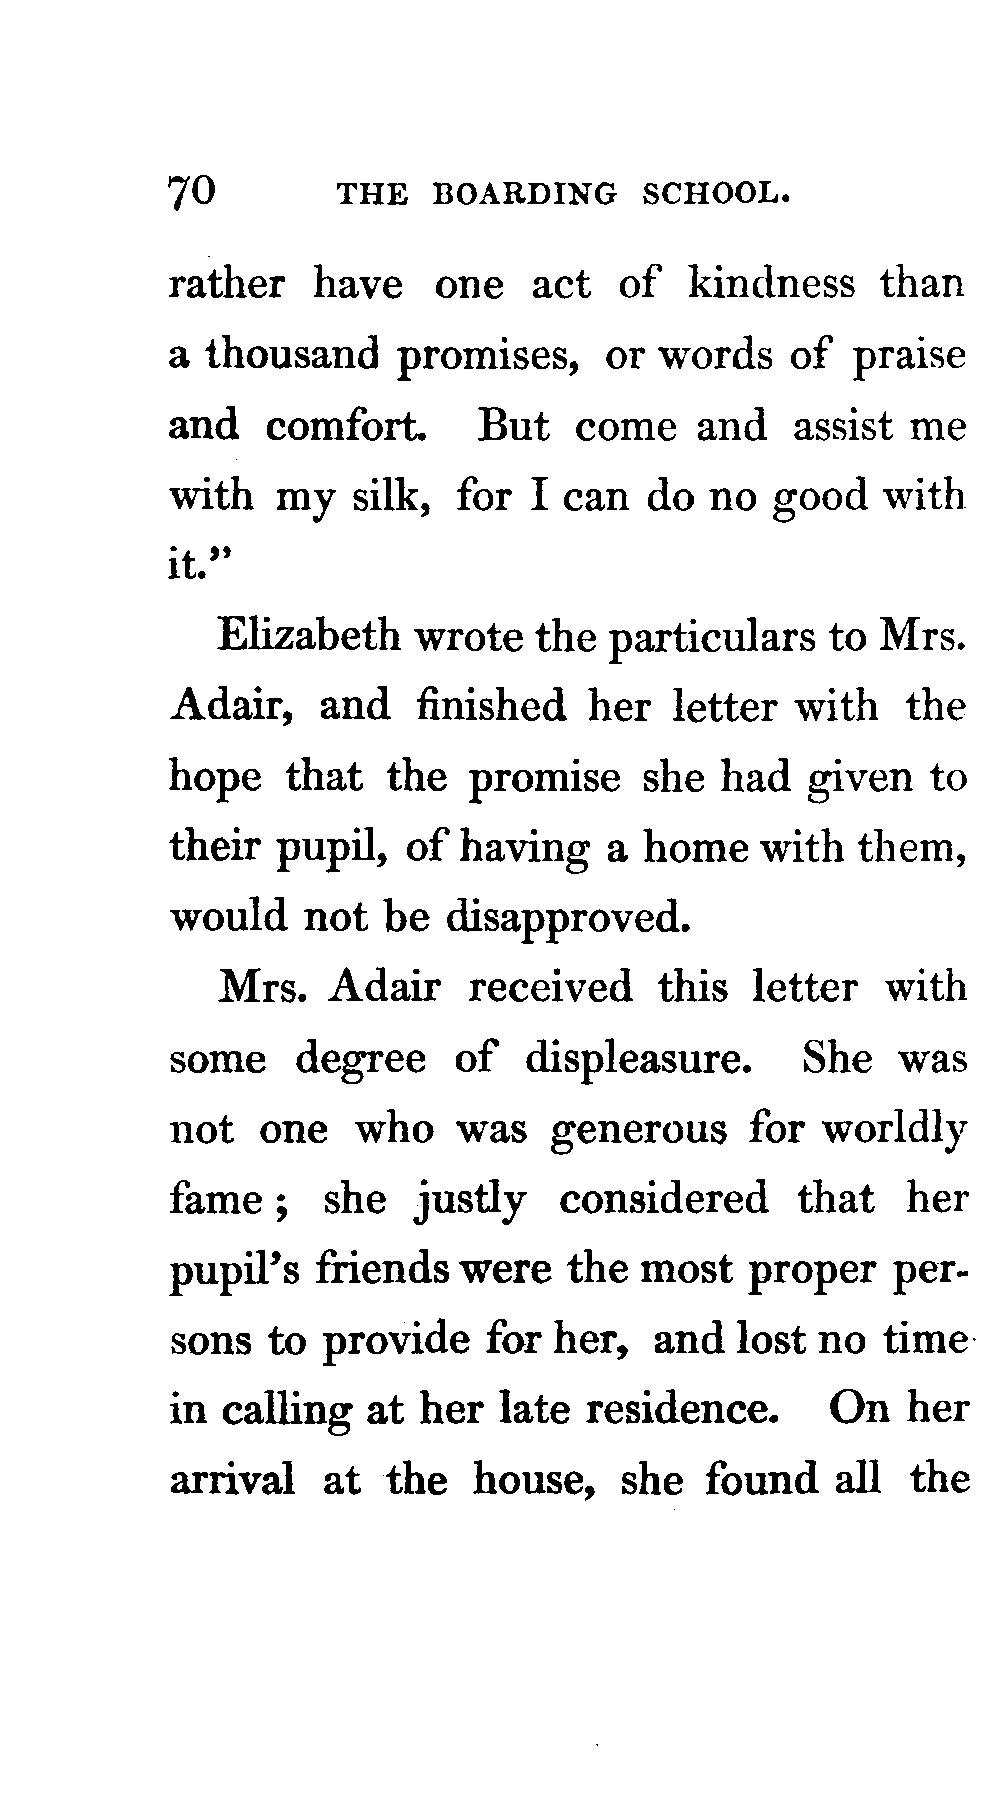 70 THE BOARDING SCHOOL.
rather have one act of kindness than
a thousand promises, or words of praise
and comfort. But come and assist me
with my silk, for I can do no good with
it.”
Elizabeth wrote the particulars to Mrs.
Adair, and finished her letter with the
hope that the promise she had given to
their pupil, of having a home with them,
would not be disapproved.
Mrs. Adair received this letter with
some degree of displeasure. She was
not one who was generous for worldly
fame ; she justly considered that her
pupil’s friends were the most proper per-
sons to provide for her, and lost no time
in calling at her late residence. On her
arrival at the house, she found all the